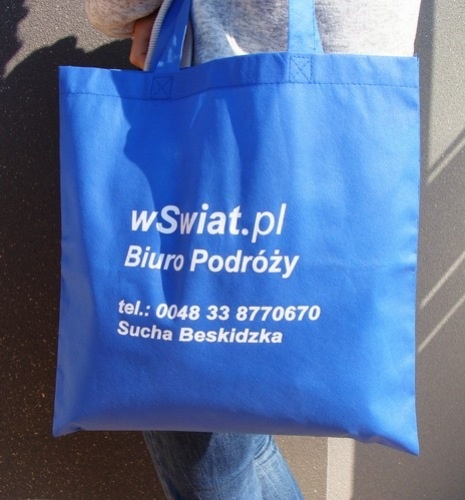 wSwiat.pl
Biuro Podróży
tel.: 0048 33 8770670
Sucha Beskidzka